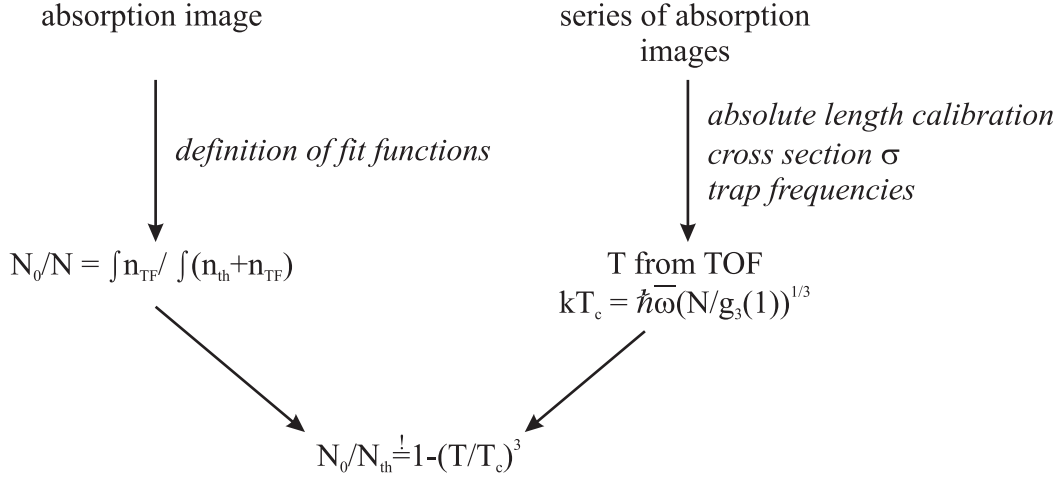 absorption image
definition of fit functions
N₀/N = ∫n_TF/ ∫(n_th+n_TF)
series of absorption
images
absolute length calibration
cross section σ
trap frequencies
T from TOF
kT_c = ℏω̅(N/g₃(1))^1/3
N₀/N_th =! 1-(T/T_c)³